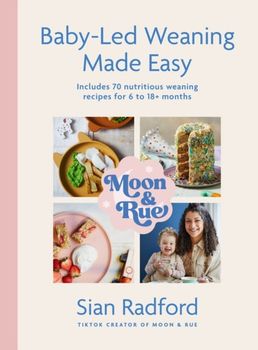 Baby-Led Weaning
Made Easy
Includes 70 nutritious weaning
recipes for 6 to 18+ months
Moon
& Rue
Sian Radford
TIKTOK CREATOR OF MOON & RUE